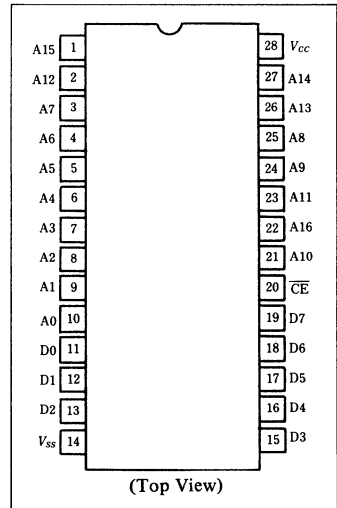 A15 1 28 Vcc
A12 2 27 A14
A7 3 26 A13
A6 4 25 A8
A5 5 24 A9
A4 6 23 A11
A3 7 22 A16
A2 8 21 A10
A1 9 20 CE
A0 10 19 D7
D0 11 18 D6
D1 12 17 D5
D2 13 16 D4
Vss 14 15 D3
(Top View)